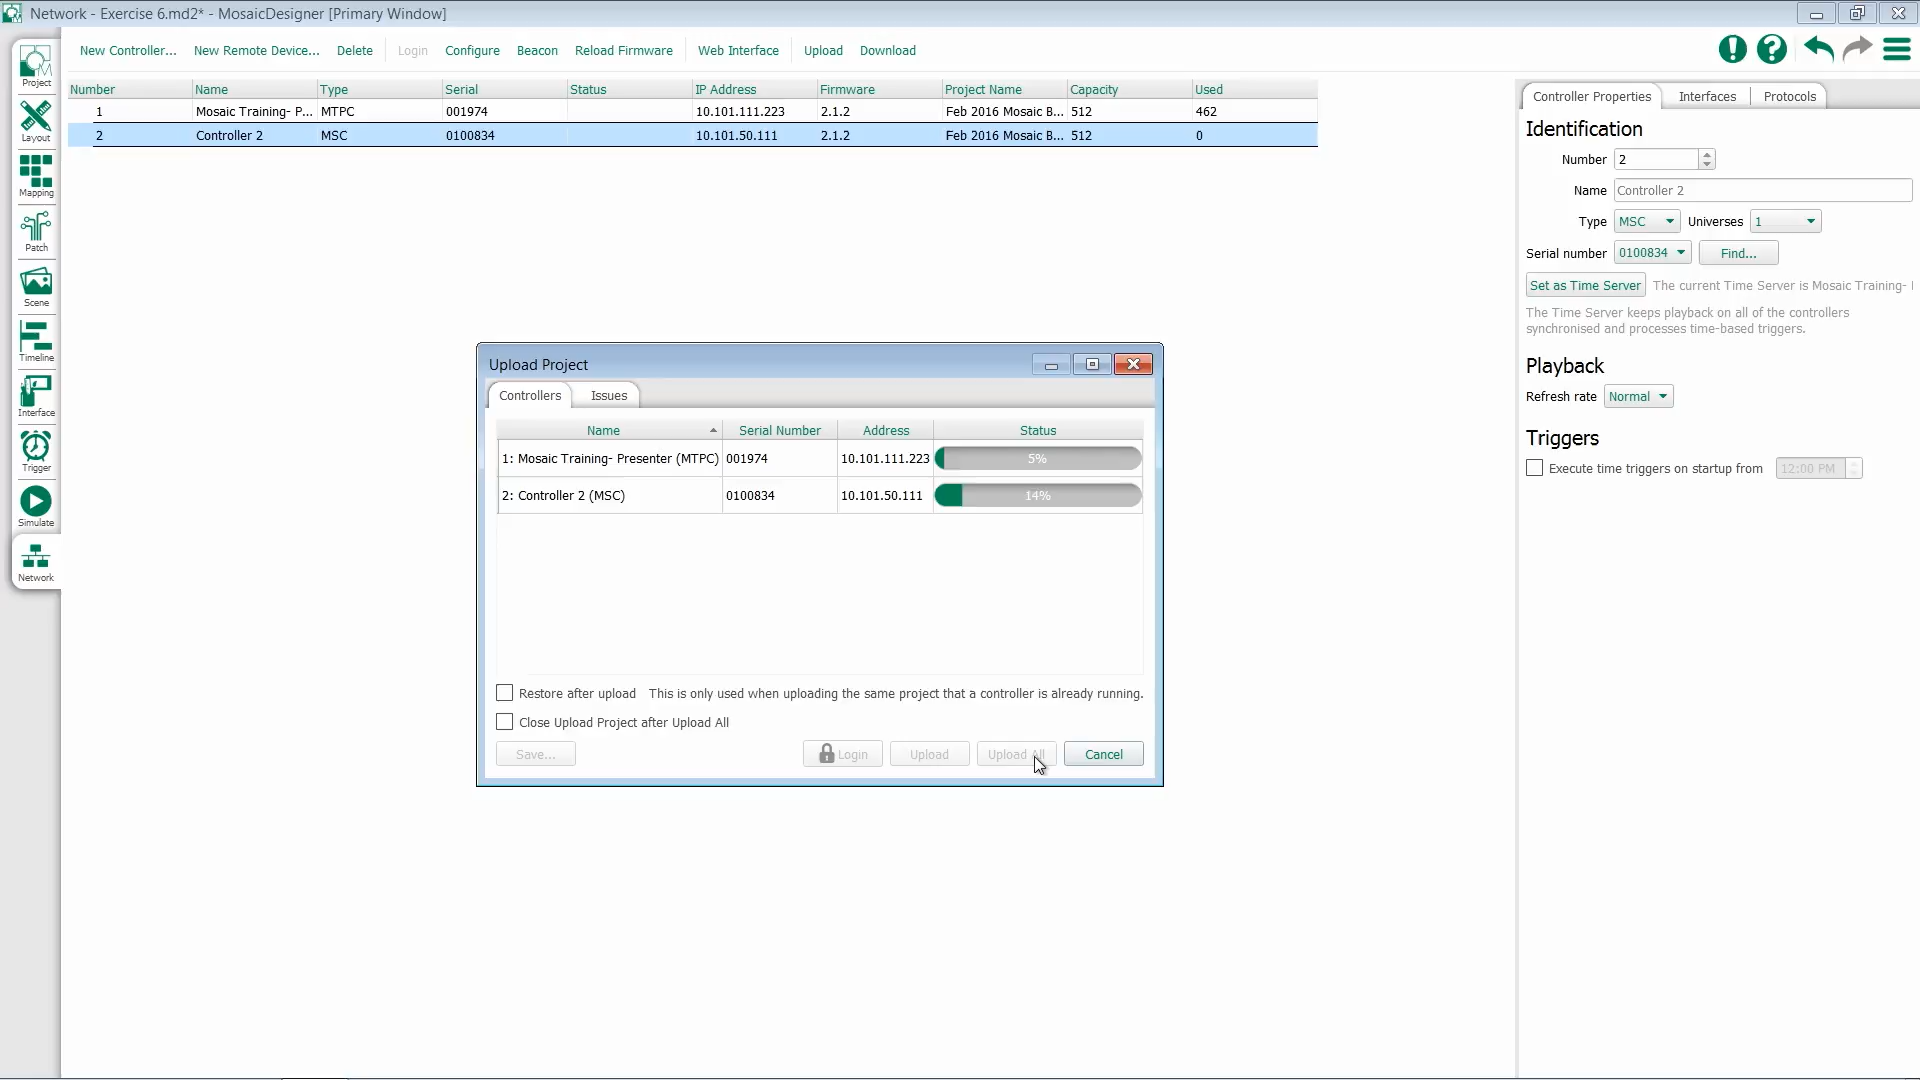 Network - Exercise 6.md2* - MosaicDesigner [Primary Window]
New Controller... New Remote Device... Delete Login Configure Beacon Reload Firmware Web Interface Upload Download
Project
Layout
Mapping
Patch
Scene
Timeline
Interface
Trigger
Simulate
Network
Number Name Type Serial Status IP Address Firmware Project Name Capacity Used
1 Mosaic Training- P... MTPC 001974 10.101.111.223 2.1.2 Feb 2016 Mosaic B... 512 462
2 Controller 2 MSC 0100834 10.101.50.111 2.1.2 Feb 2016 Mosaic B... 512 0
Upload Project
Controllers Issues
Name Serial Number Address Status
1: Mosaic Training- Presenter (MTPC) 001974 10.101.111.223 5%
2: Controller 2 (MSC) 0100834 10.101.50.111 14%
Restore after upload This is only used when uploading the same project that a controller is already running.
Close Upload Project after Upload All
Save... Login Upload Upload All Cancel
Controller Properties Interfaces Protocols
Identification
Number 2
Name Controller 2
Type MSC Universes 1
Serial number 0100834 Find...
Set as Time Server The current Time Server is Mosaic Training-
The Time Server keeps playback on all of the controllers
synchronised and processes time-based triggers.
Playback
Refresh rate Normal
Triggers
Execute time triggers on startup from 12:00 PM